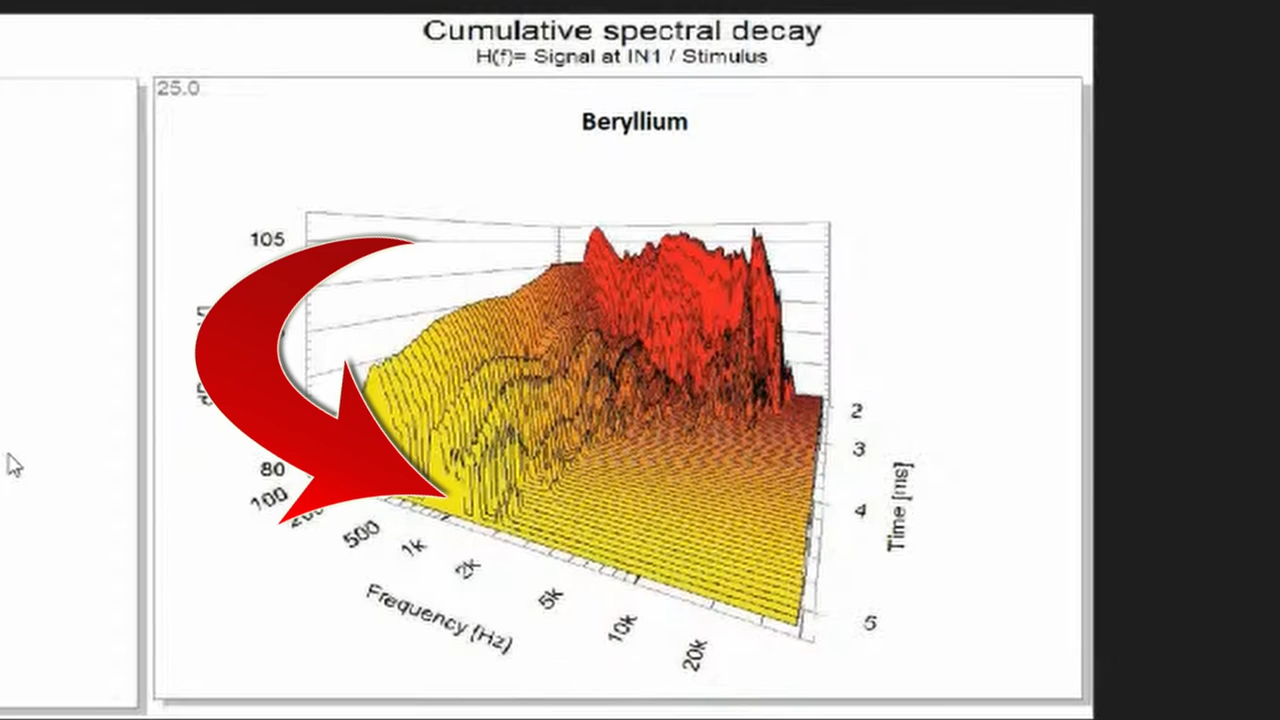 Cumulative spectral decay
H(f)= Signal at IN1 / Stimulus
25.0
Beryllium
105
80
100
500
1k
2k
5k
10k
20k
Frequency (Hz)
2
3
4
5
Time [ms]